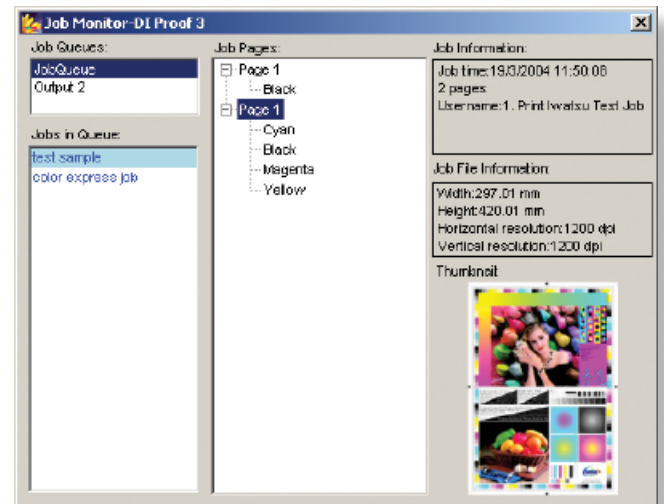 Job Monitor-DI Proof 3
Job Queues:
JobQueue
Output 2
Jobs in Queue:
test sample
color express job
Job Pages:
Page 1
Black
Page 1
Cyan
Black
Magenta
Yellow
Job Information:
Job time:19/3/2004 11:50:08
2 pages
Username:1. Print Iwatsu Test Job
Job File Information:
Width:297.01 mm
Height:420.01 mm
Horizontal resolution:1200 dpi
Vertical resolution:1200 dpi
Thumbnail: